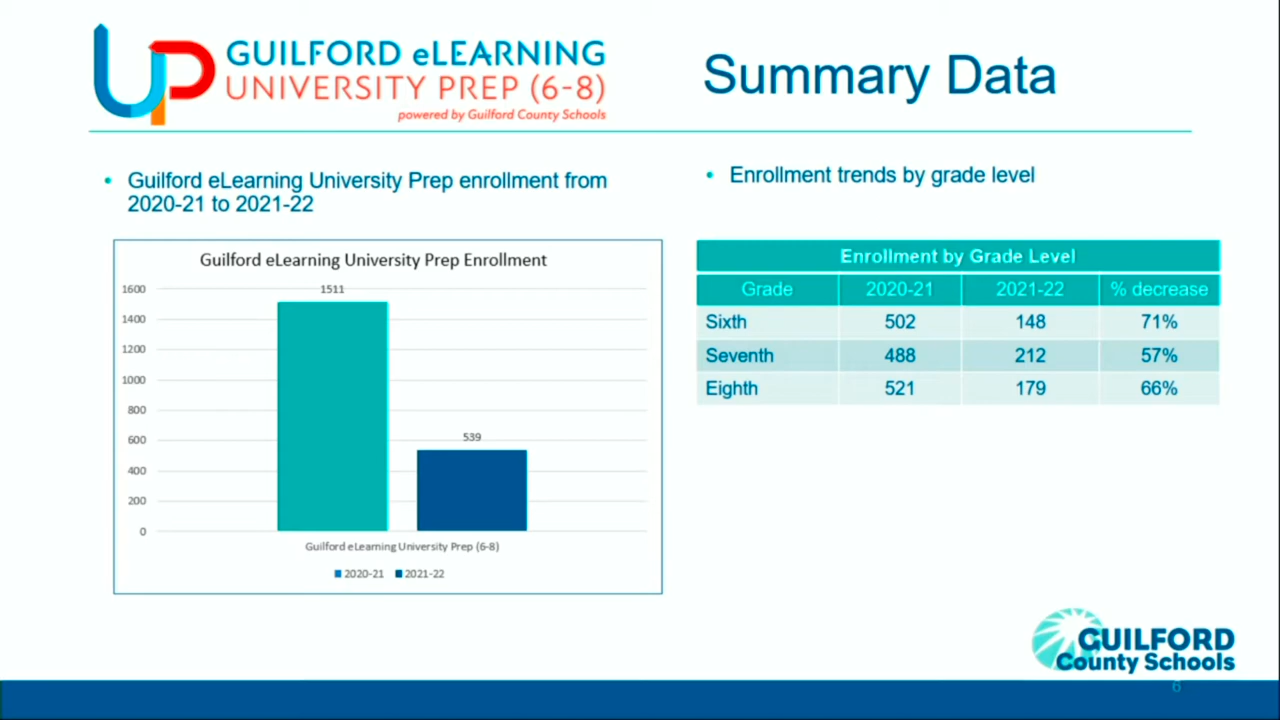 UP
GUILFORD eLEARNING
UNIVERSITY PREP (6-8)
powered by Guilford County Schools
Summary Data
• Guilford eLearning University Prep enrollment from
2020-21 to 2021-22
Guilford eLearning University Prep Enrollment
1600
1400
1200
1000
800
600
400
200
0
1511
539
Guilford eLearning University Prep (6-8)
2020-21 2021-22
• Enrollment trends by grade level
Enrollment by Grade Level
Grade 2020-21 2021-22 % decrease
Sixth 502 148 71%
Seventh 488 212 57%
Eighth 521 179 66%
GUILFORD
County Schools
6